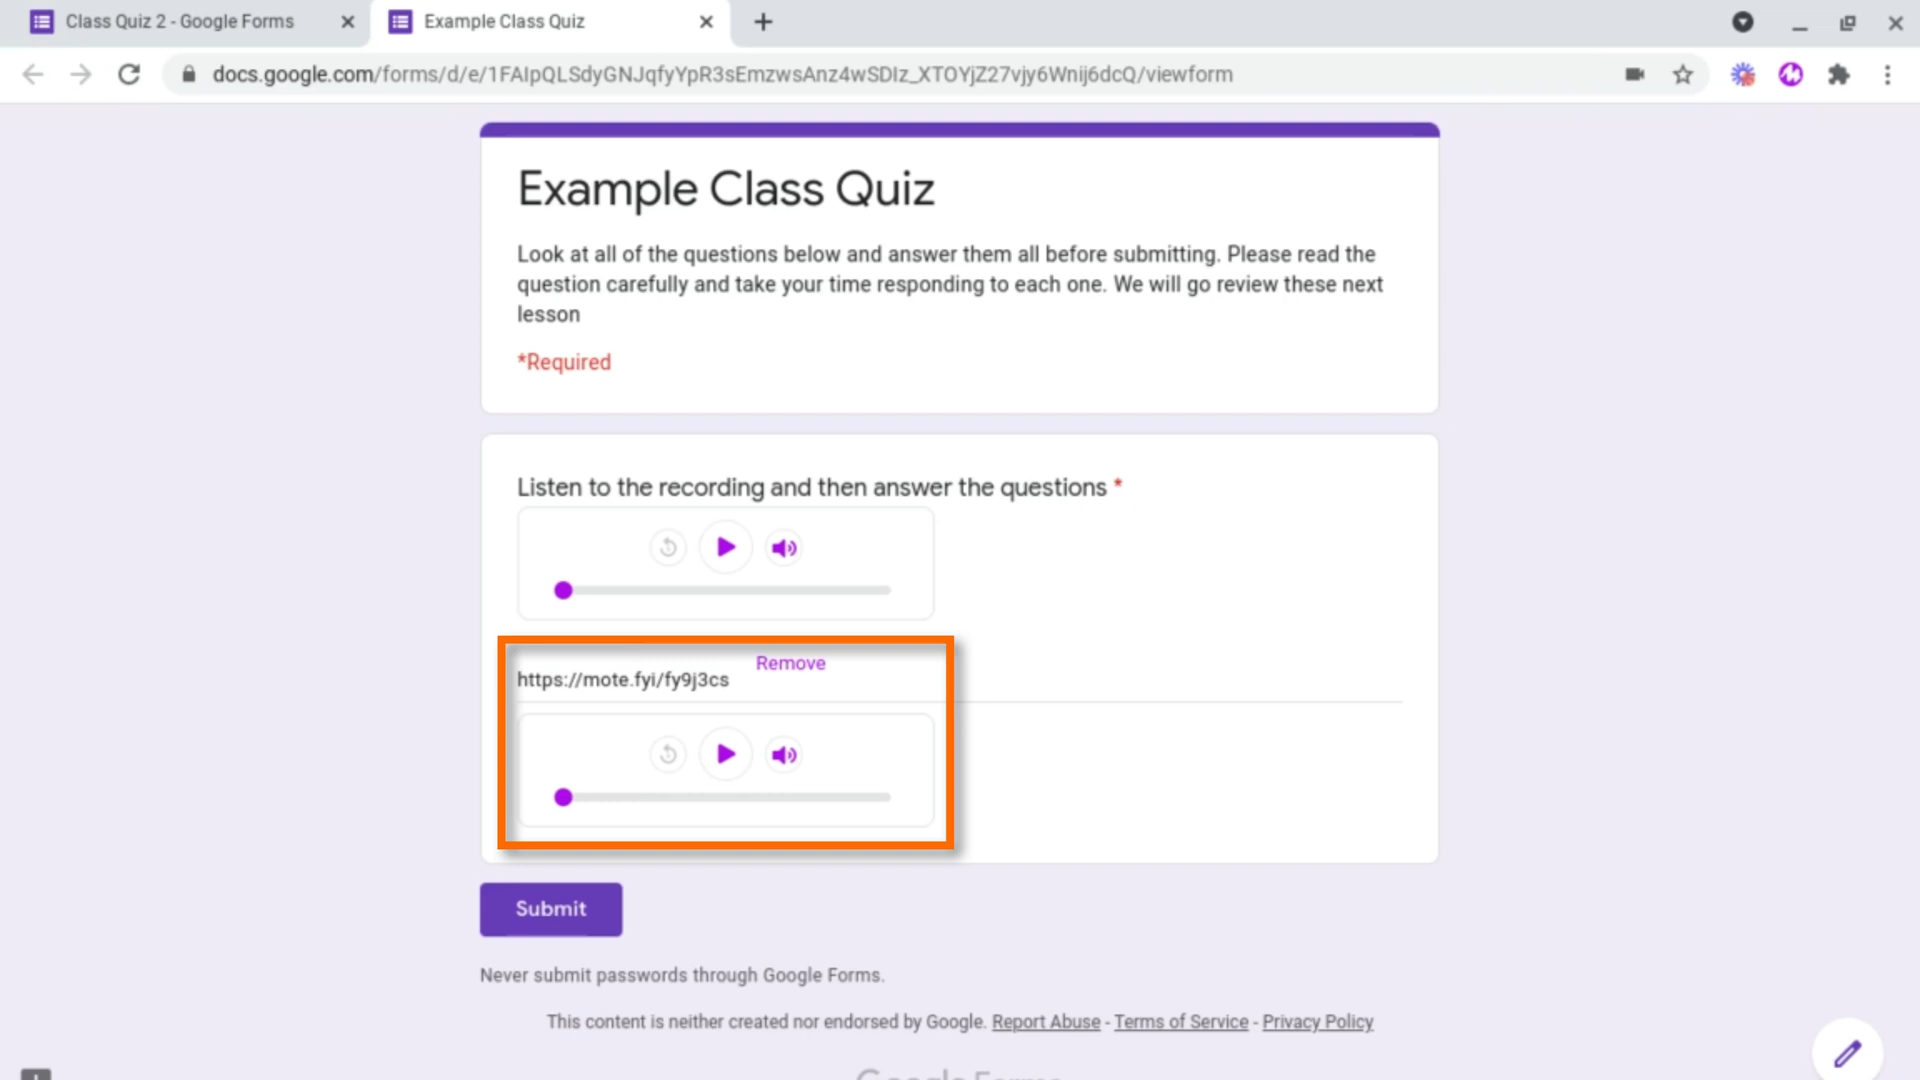 Class Quiz 2 - Google Forms
Example Class Quiz
docs.google.com/forms/d/e/1FAIpQLSdyGNJqfyYpR3sEmzwsAnz4wSDIz_XTOYjZ27vjy6Wnij6dcQ/viewform
Example Class Quiz
Look at all of the questions below and answer them all before submitting. Please read the
question carefully and take your time responding to each one. We will go review these next
lesson
*Required
Listen to the recording and then answer the questions *
Remove
https://mote.fyi/fy9j3cs
Submit
Never submit passwords through Google Forms.
This content is neither created nor endorsed by Google. Report Abuse - Terms of Service - Privacy Policy
Google Forms